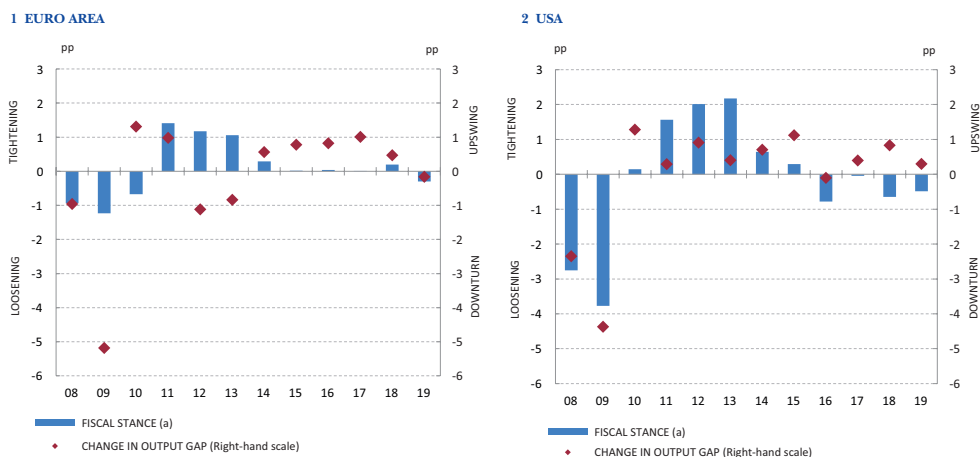 1 EURO AREA
pp
pp
3
2
1
0
-1
-2
-3
-4
-5
-6
TIGHTENING
LOOSENING
3
2
1
0
-1
-2
-3
-4
-5
-6
UPSWING
DOWNTURN
08 09 10 11 12 13 14 15 16 17 18 19
FISCAL STANCE (a)
CHANGE IN OUTPUT GAP (Right-hand scale)
2 USA
pp
pp
3
2
1
0
-1
-2
-3
-4
-5
-6
TIGHTENING
LOOSENING
3
2
1
0
-1
-2
-3
-4
-5
-6
UPSWING
DOWNTURN
08 09 10 11 12 13 14 15 16 17 18 19
FISCAL STANCE (a)
CHANGE IN OUTPUT GAP (Right-hand scale)